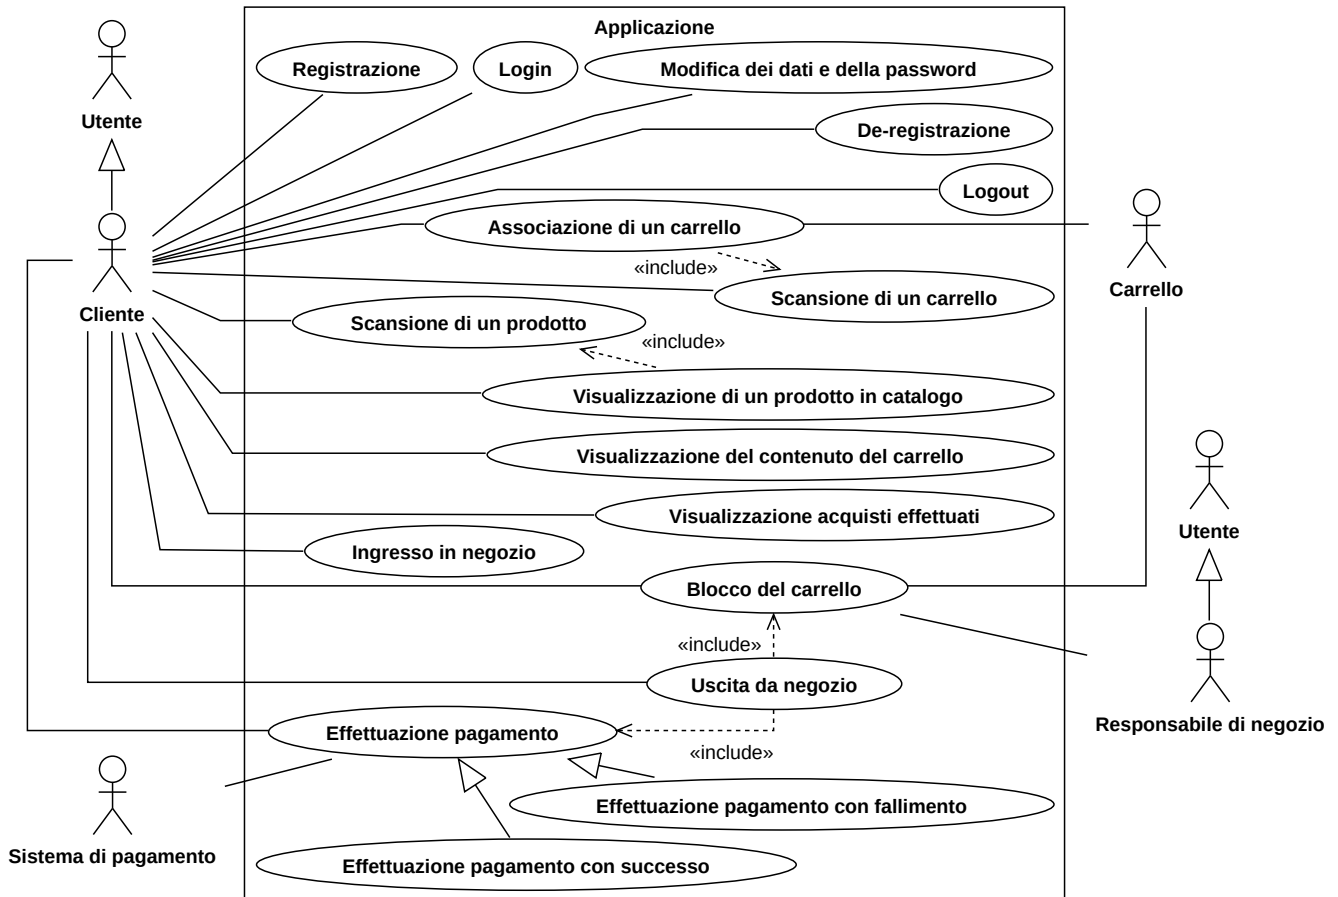 Applicazione
Registrazione
Login
Modifica dei dati e della password
Utente
De-registrazione
Logout
Associazione di un carrello
«include»
Scansione di un carrello
Carrello
Cliente
Scansione di un prodotto
«include»
Visualizzazione di un prodotto in catalogo
Visualizzazione del contenuto del carrello
Visualizzazione acquisti effettuati
Utente
Ingresso in negozio
Blocco del carrello
«include»
Uscita da negozio
Responsabile di negozio
Effettuazione pagamento
«include»
Effettuazione pagamento con fallimento
Sistema di pagamento
Effettuazione pagamento con successo